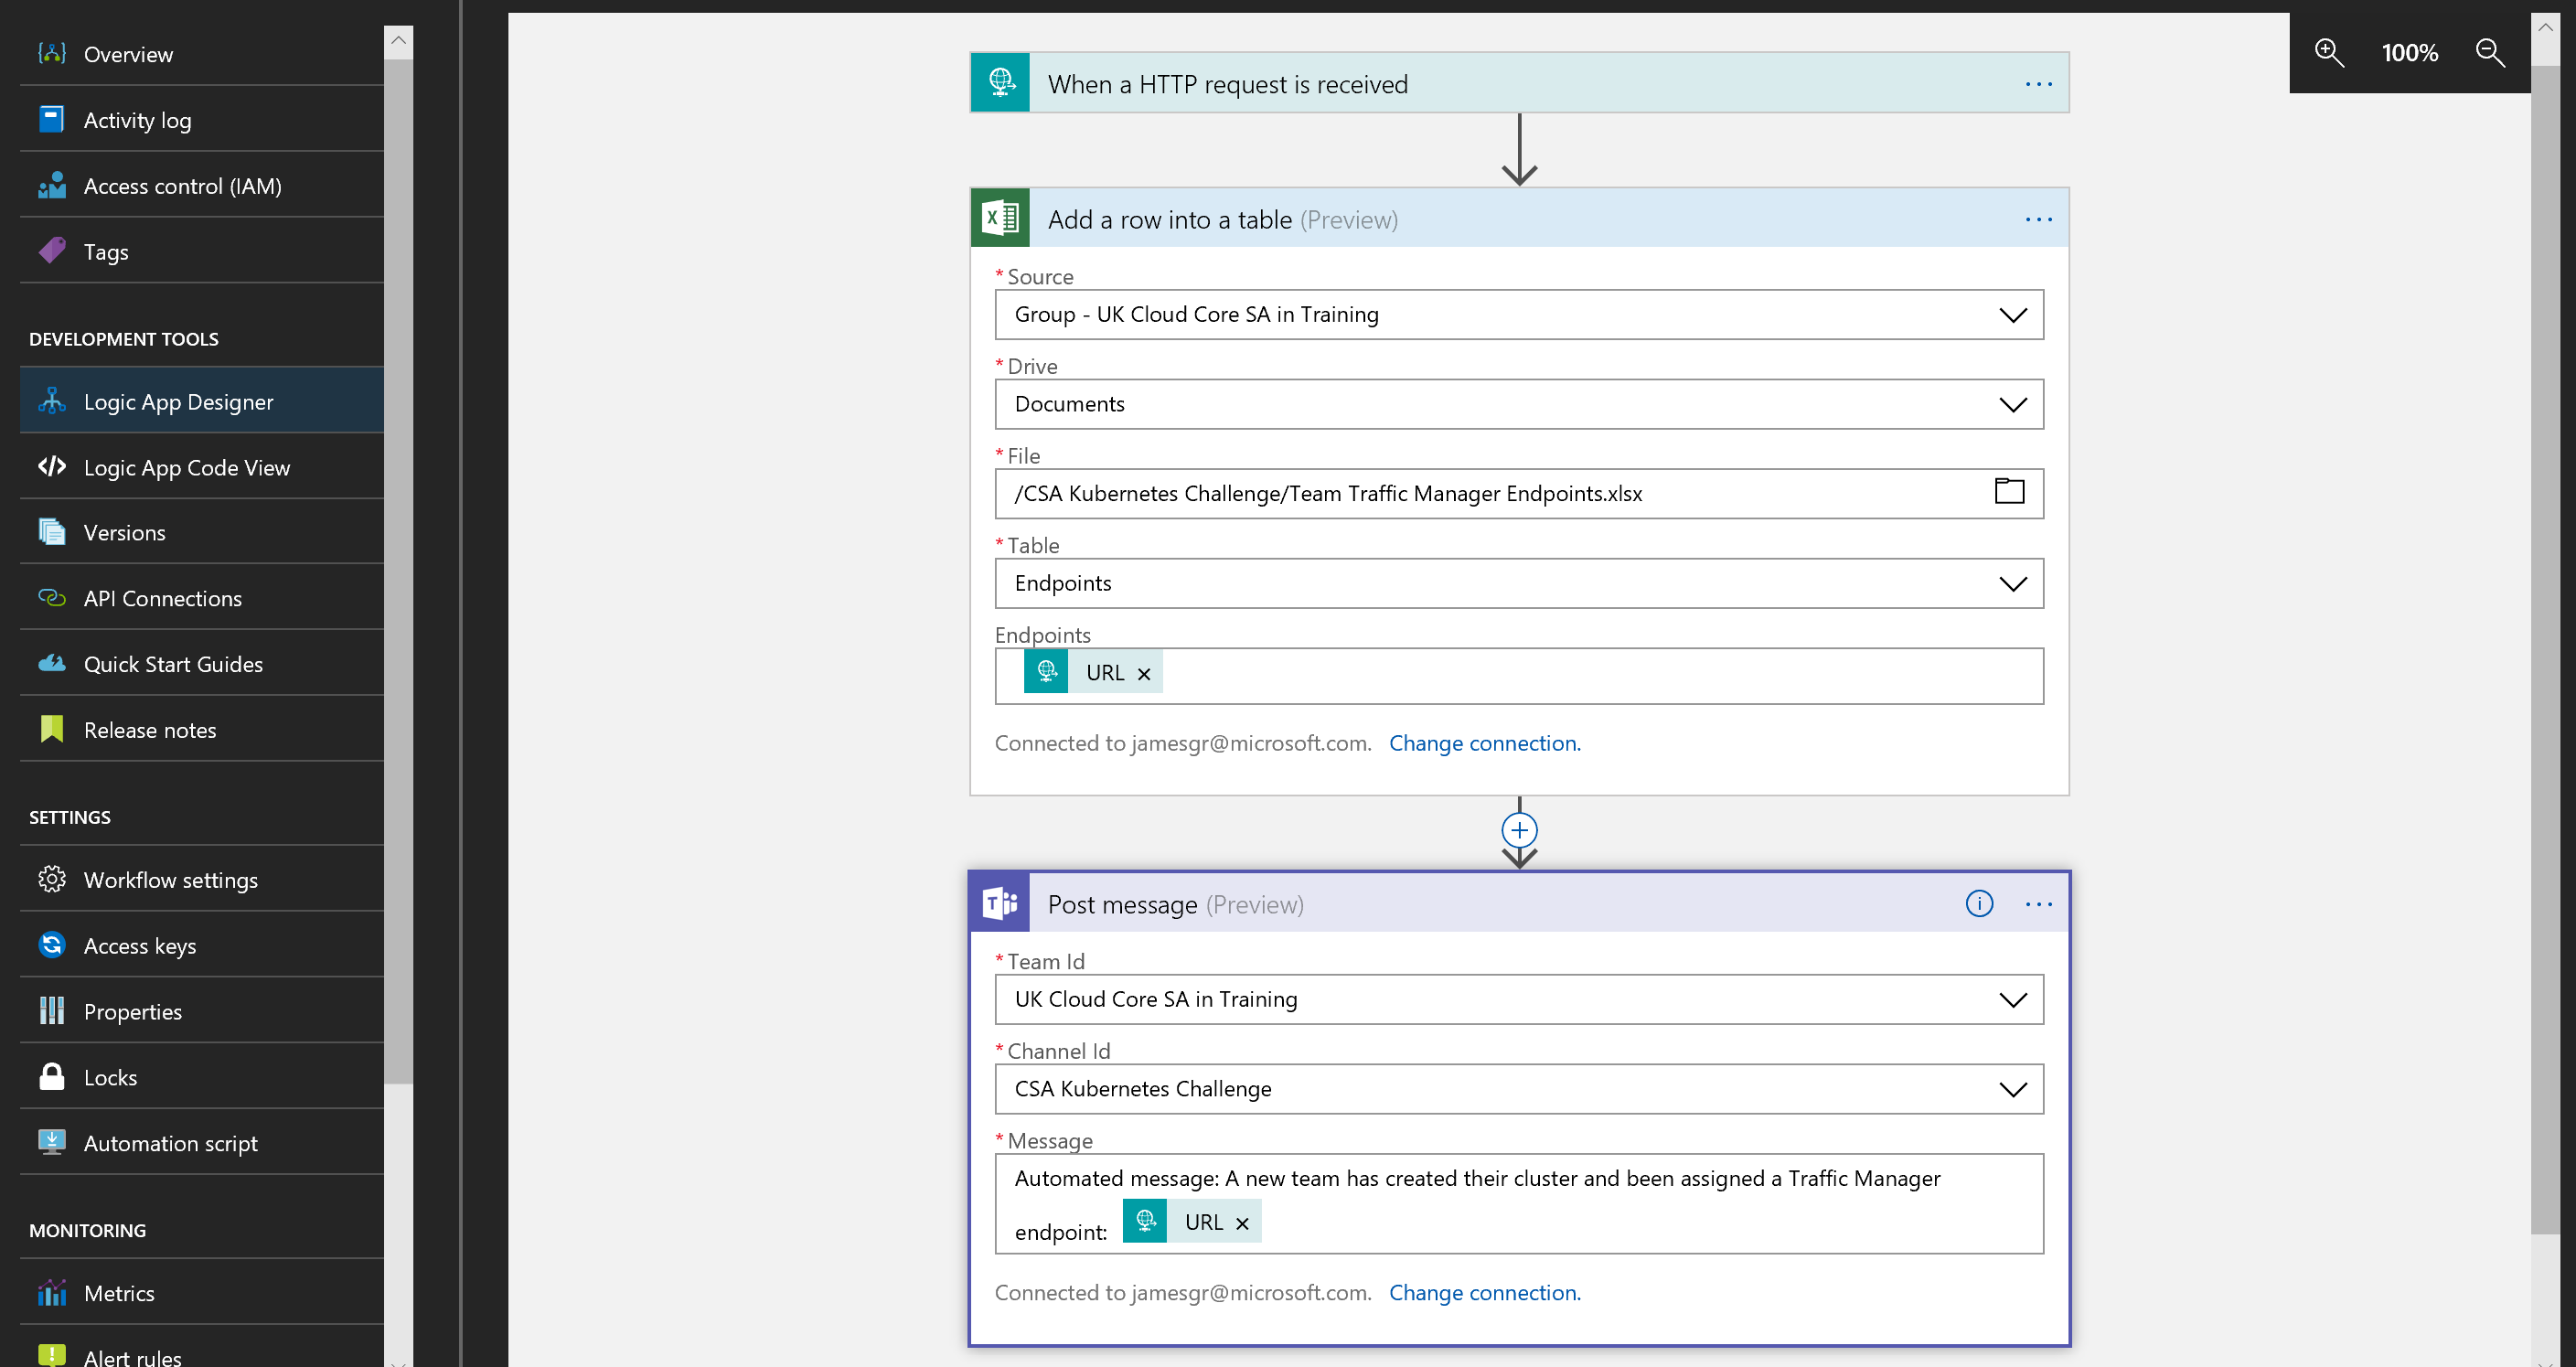 Overview
Activity log
Access control (IAM)
Tags
DEVELOPMENT TOOLS
Logic App Designer
Logic App Code View
Versions
API Connections
Quick Start Guides
Release notes
SETTINGS
Workflow settings
Access keys
Properties
Locks
Automation script
MONITORING
Metrics
Alert rules
100%
When a HTTP request is received
Add a row into a table (Preview)
* Source
Group - UK Cloud Core SA in Training
* Drive
Documents
* File
/CSA Kubernetes Challenge/Team Traffic Manager Endpoints.xlsx
* Table
Endpoints
Endpoints
URL ×
Connected to jamesgr@microsoft.com. Change connection.
Post message (Preview)
* Team Id
UK Cloud Core SA in Training
* Channel Id
CSA Kubernetes Challenge
* Message
Automated message: A new team has created their cluster and been assigned a Traffic Manager
endpoint: URL ×
Connected to jamesgr@microsoft.com. Change connection.